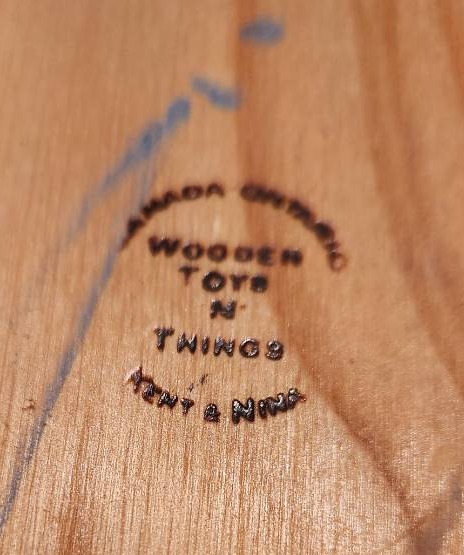 CANADA ONTARIO
WOODEN
TOYS
N
THINGS
KENT & NINA